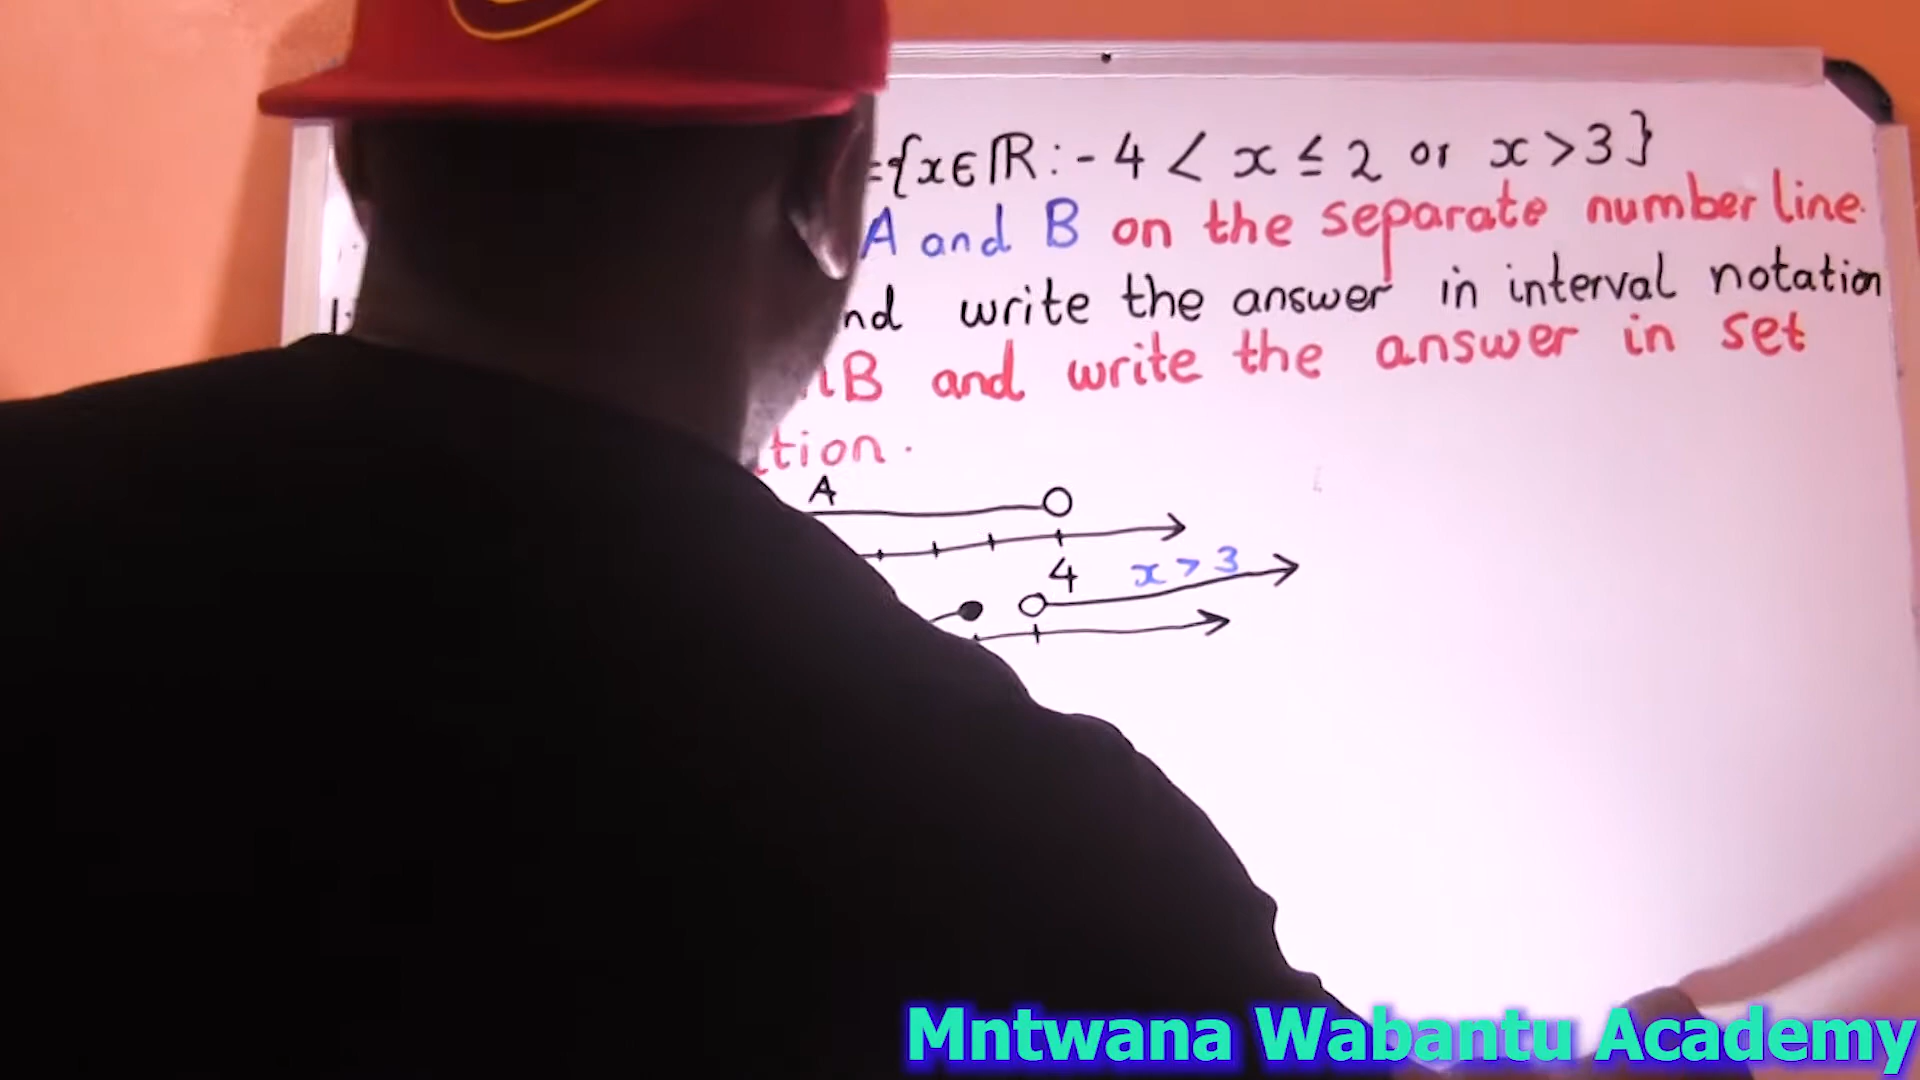 ={x∈ℝ : -4 < x ≤ 2 or x > 3}
A and B on the separate number line.
write the answer in interval notation
B and write the answer in set
tion.
A
4
x > 3
Mntwana Wabantu Academy